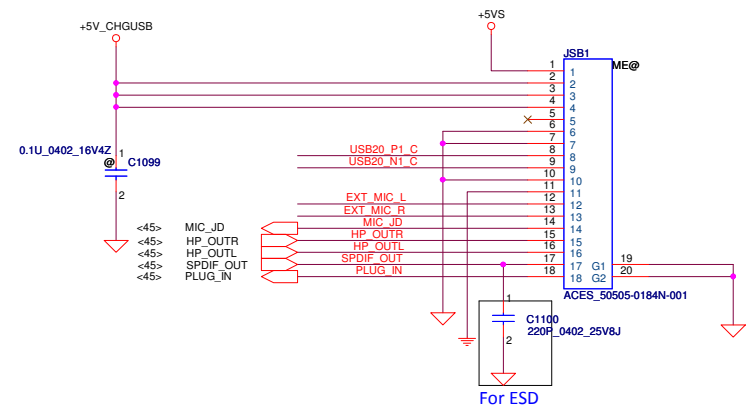 +5VS
+5V_CHGUSB
JSB1
ME@
1 1
2 2
3 3
4 4
5 5
6 6
7 7
USB20_P1_C 8 8
USB20_N1_C 9 9
10 10
11 11
EXT_MIC_L 12 12
EXT_MIC_R 13 13
<45> MIC_JD MIC_JD 14 14
<45> HP_OUTR HP_OUTR 15 15
<45> HP_OUTL HP_OUTL 16 16
<45> SPDIF_OUT SPDIF_OUT 17 17 G1 19
<45> PLUG_IN PLUG_IN 18 18 G2 20
ACES_50505-0184N-001
0.1U_0402_16V4Z
1
@ C1099
2
1
C1100
220P_0402_25V8J
2
For ESD